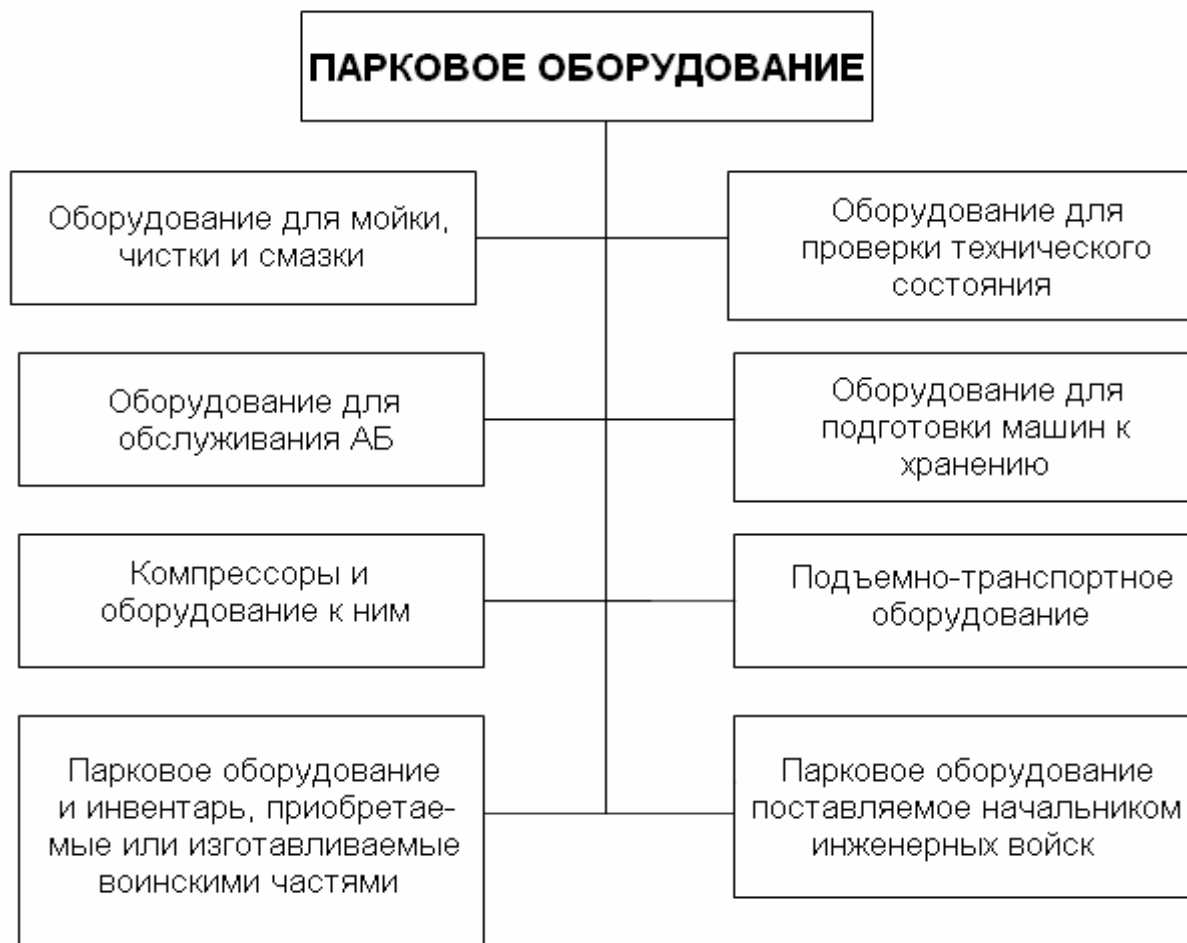 ПАРКОВОЕ ОБОРУДОВАНИЕ
Оборудование для мойки,
чистки и смазки
Оборудование для
проверки технического
состояния
Оборудование для
обслуживания АБ
Оборудование для
подготовки машин к
хранению
Компрессоры и
оборудование к ним
Подъемно-транспортное
оборудование
Парковое оборудование
и инвентарь, приобретае-
мые или изготавливаемые
воинскими частями
Парковое оборудование
поставляемое начальником
инженерных войск